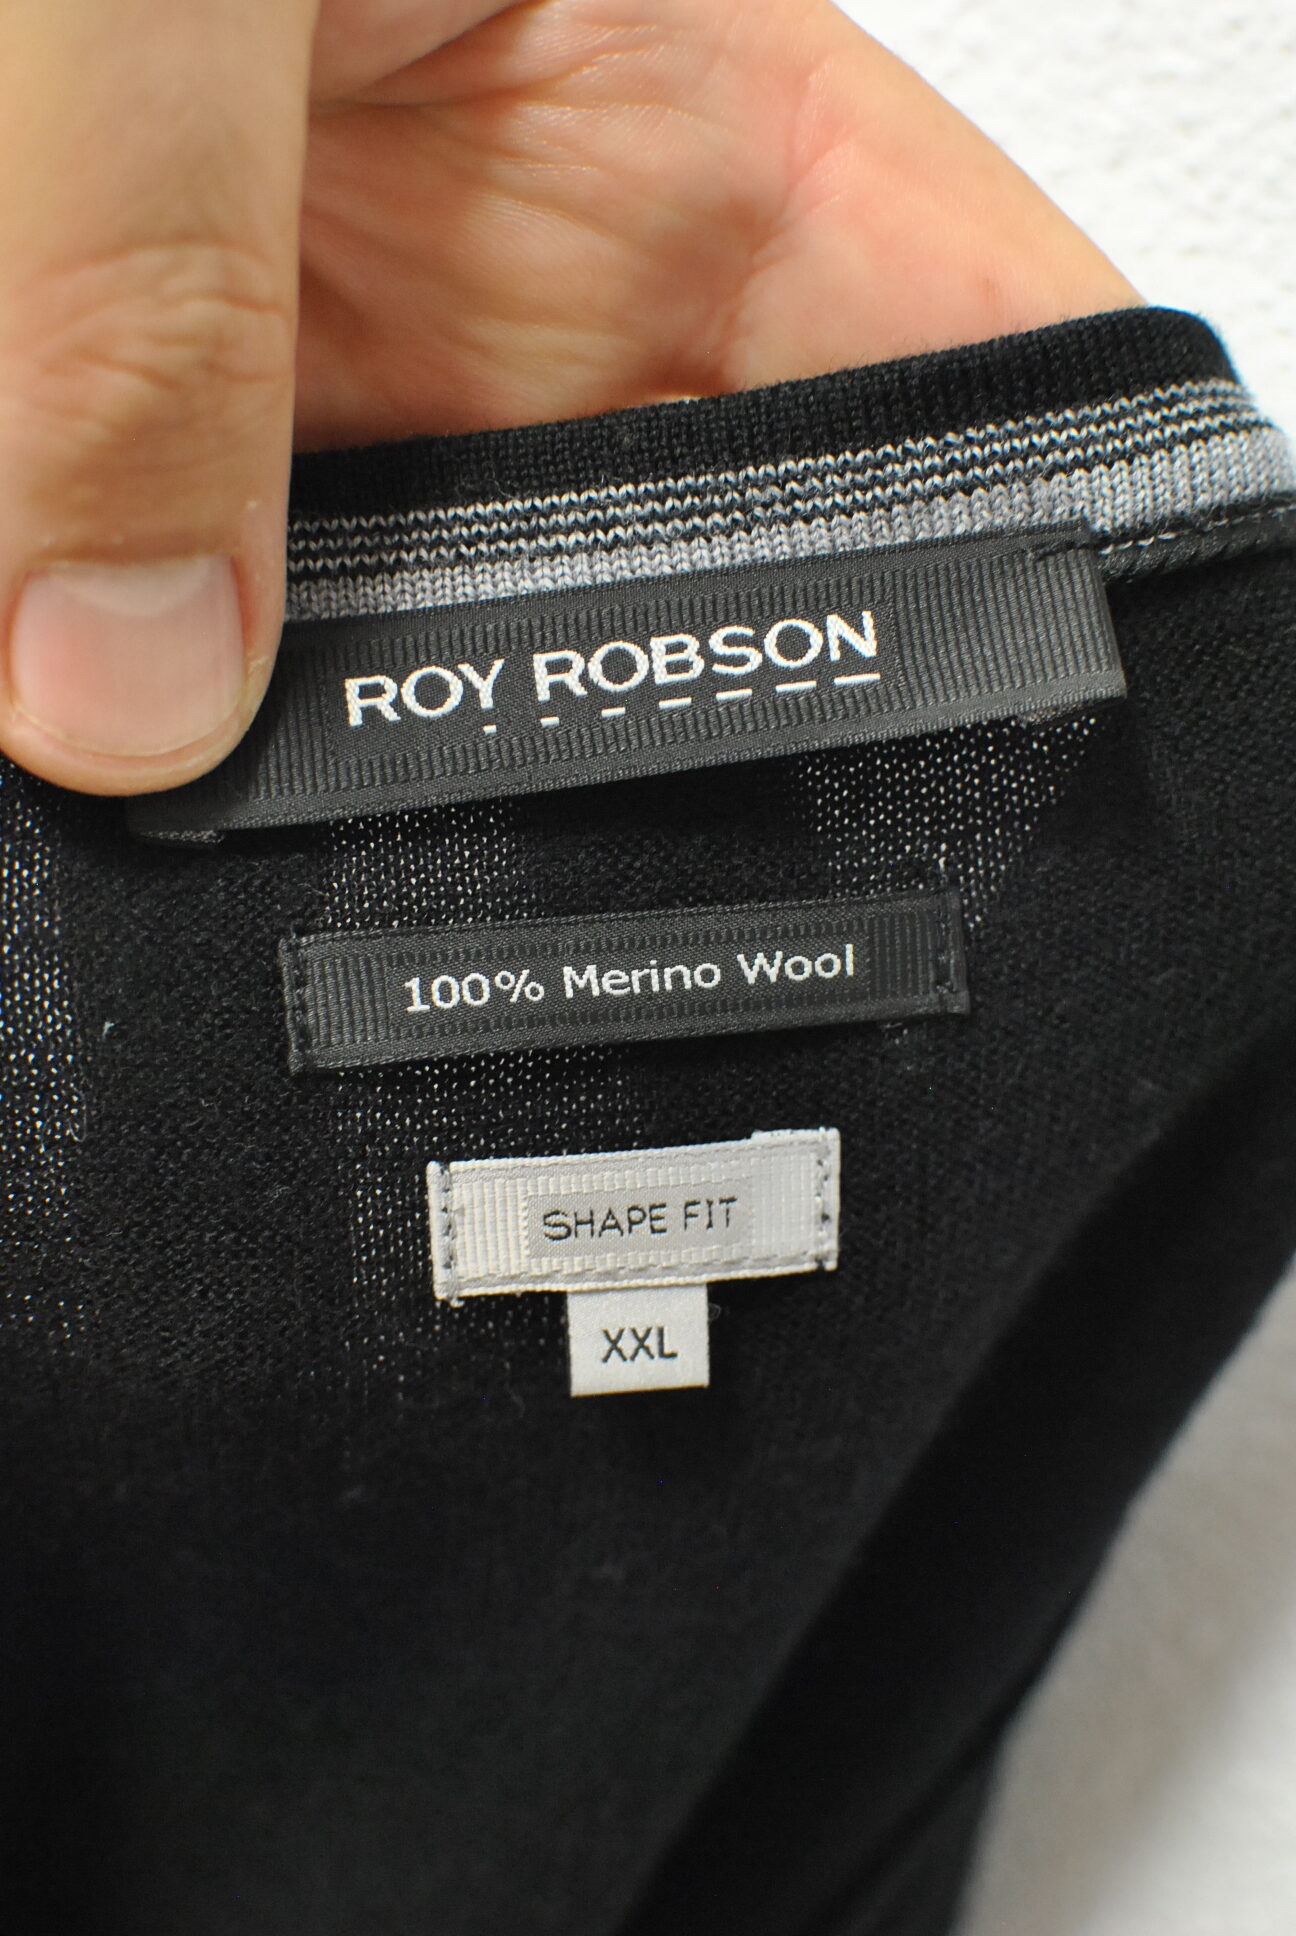 ROY ROBSON
100% Merino Wool
SHAPE FIT
XXL